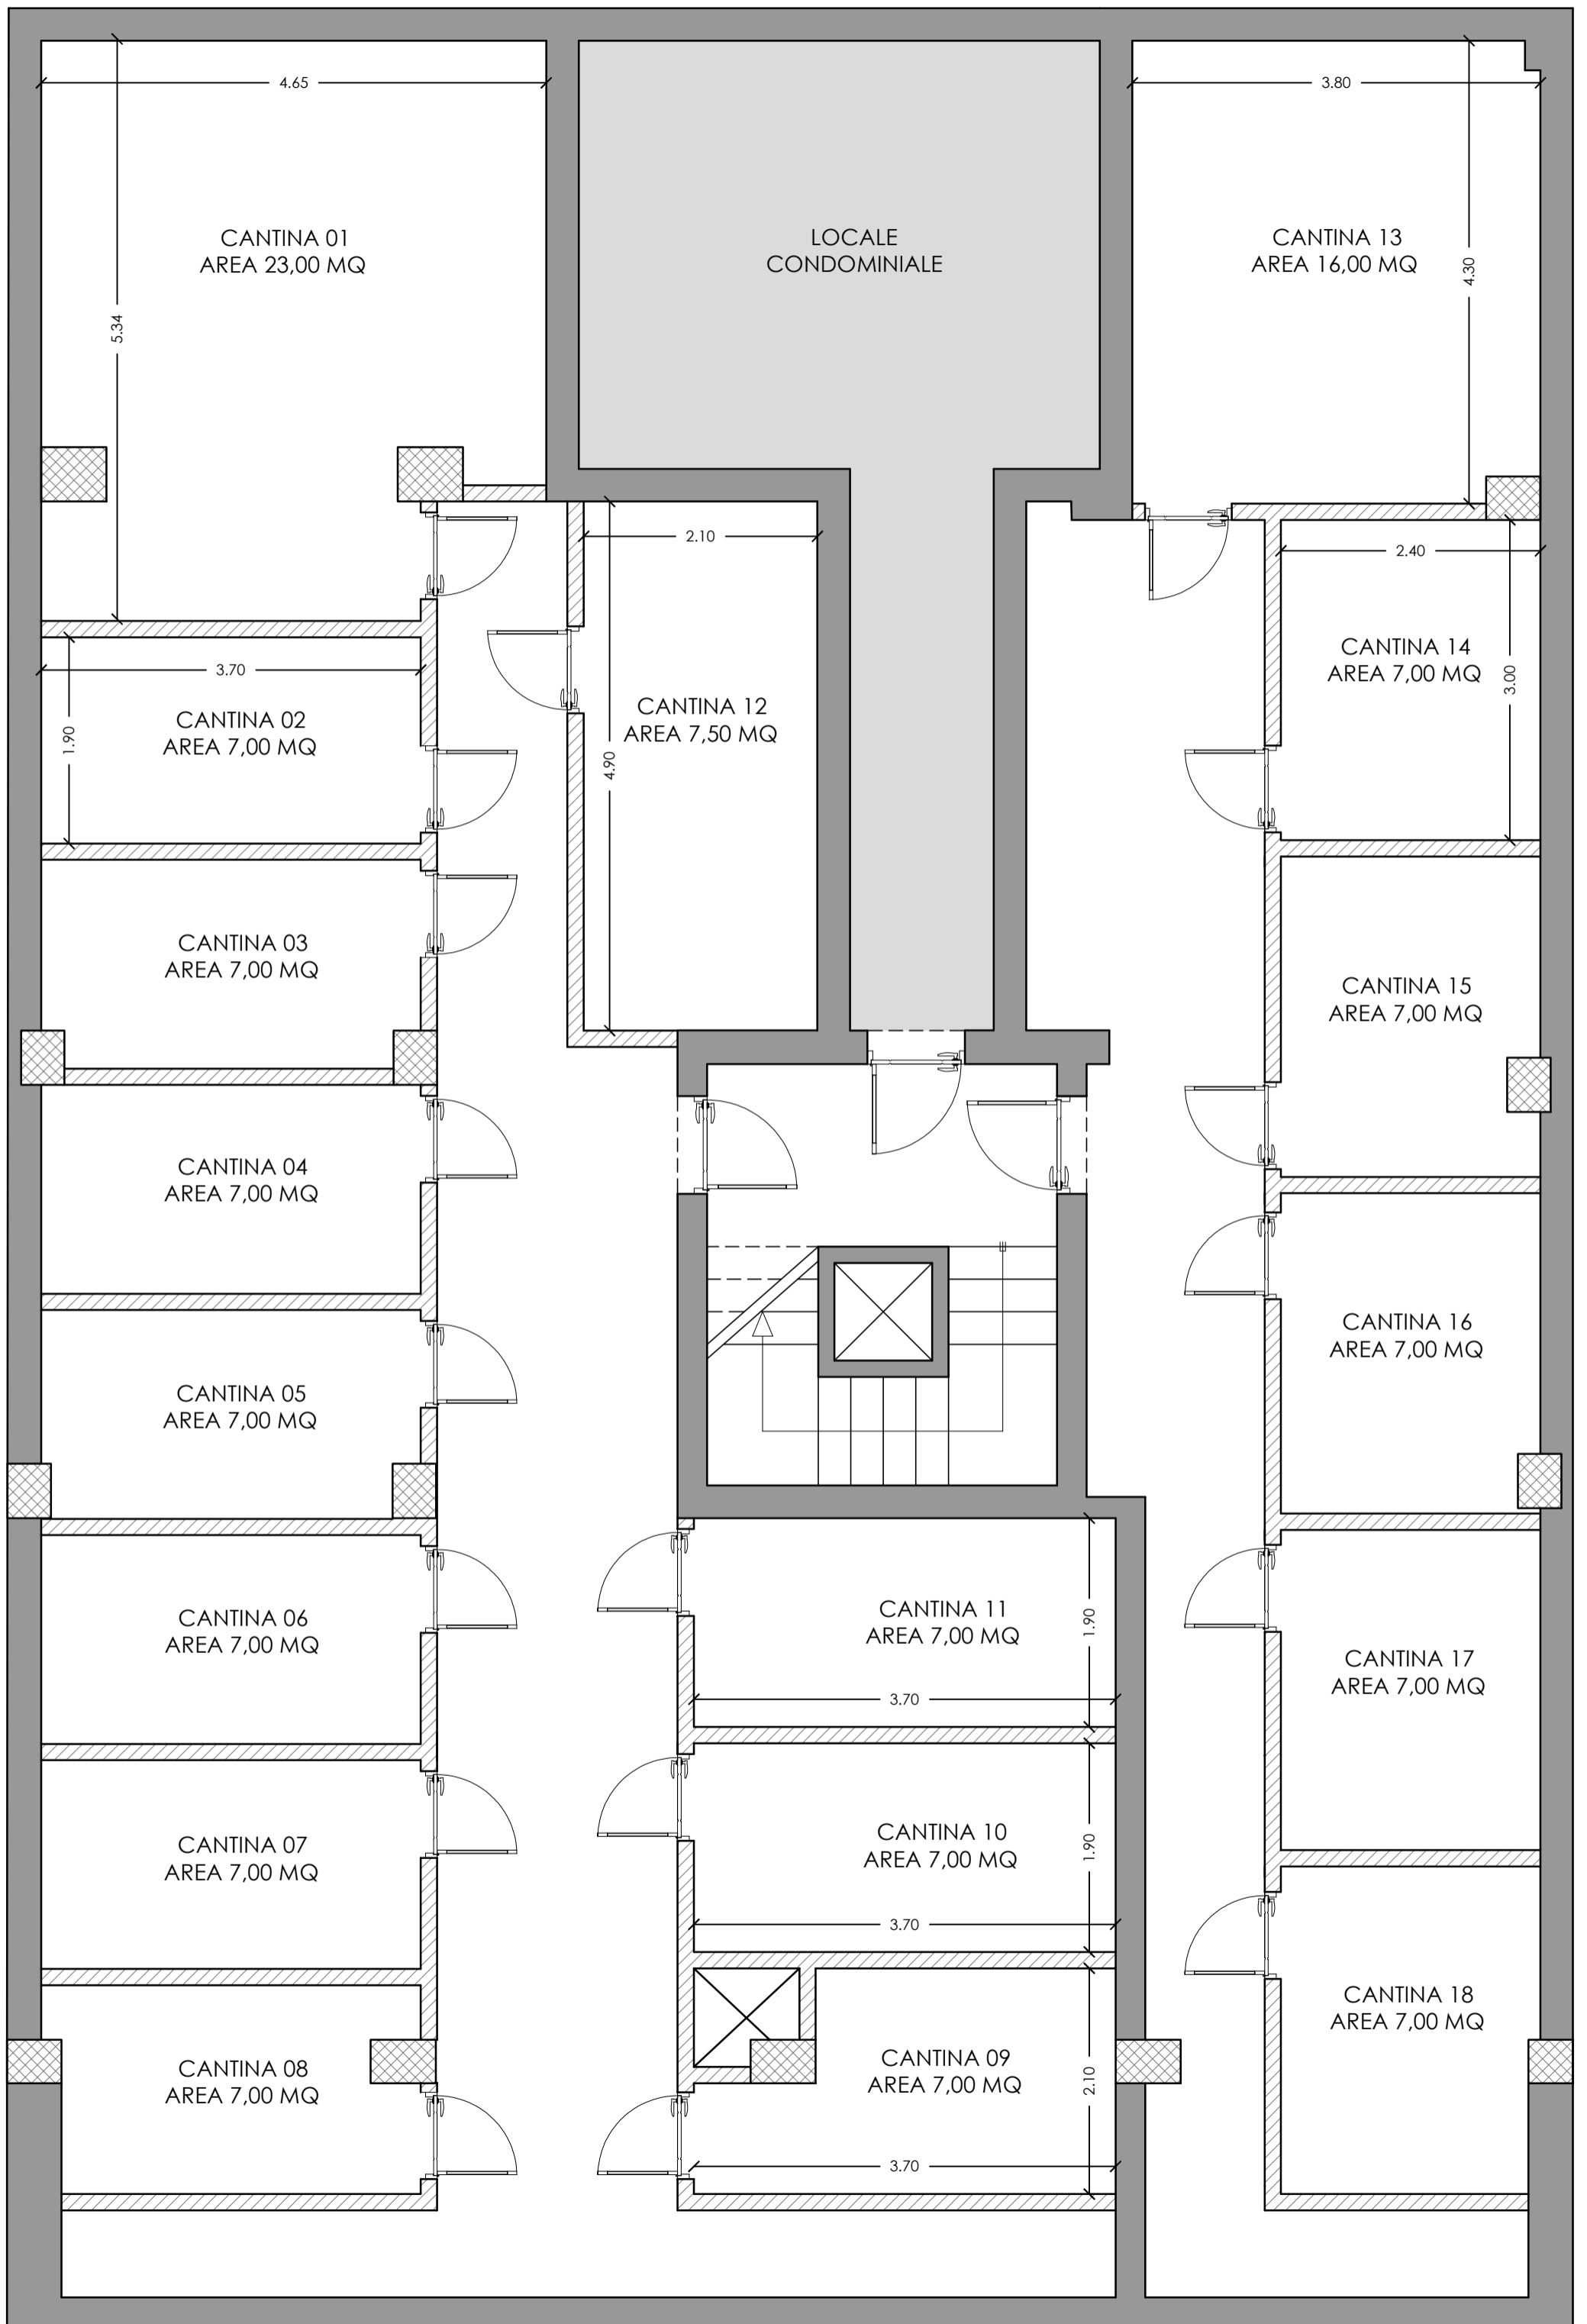 4.65
3.80
CANTINA 01
AREA 23,00 MQ
5.34
LOCALE
CONDOMINIALE
CANTINA 13
AREA 16,00 MQ
4.30
2.10
2.40
CANTINA 14
AREA 7,00 MQ
3.00
3.70
CANTINA 02
AREA 7,00 MQ
1.90
CANTINA 12
AREA 7,50 MQ
4.90
CANTINA 03
AREA 7,00 MQ
CANTINA 15
AREA 7,00 MQ
CANTINA 04
AREA 7,00 MQ
CANTINA 16
AREA 7,00 MQ
CANTINA 05
AREA 7,00 MQ
CANTINA 06
AREA 7,00 MQ
CANTINA 11
AREA 7,00 MQ
1.90
3.70
CANTINA 17
AREA 7,00 MQ
CANTINA 07
AREA 7,00 MQ
CANTINA 10
AREA 7,00 MQ
1.90
3.70
CANTINA 18
AREA 7,00 MQ
CANTINA 08
AREA 7,00 MQ
CANTINA 09
AREA 7,00 MQ
2.10
3.70